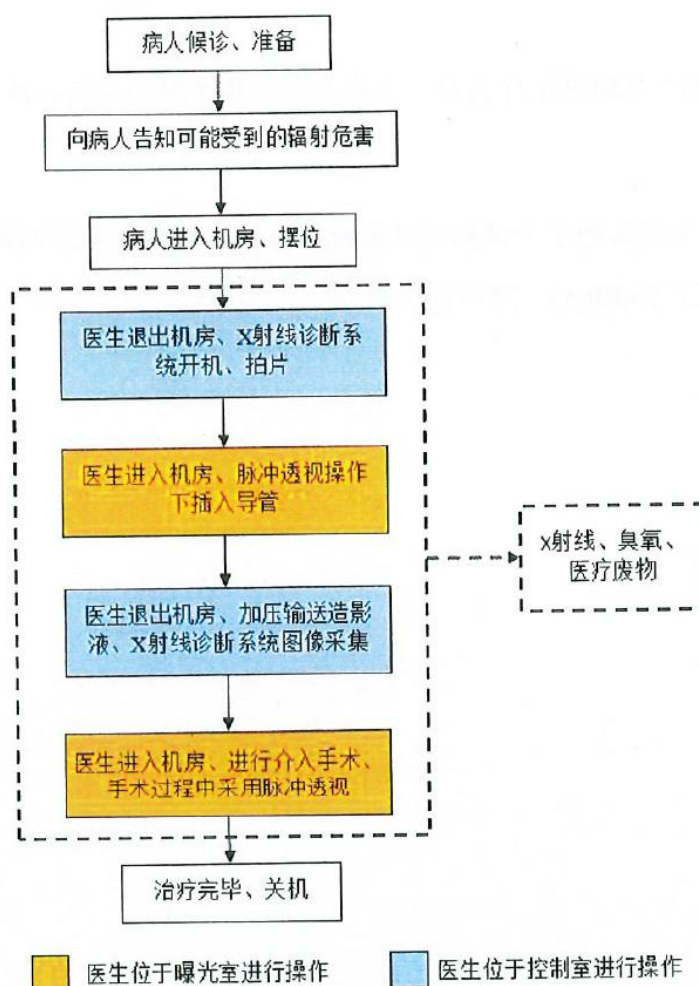 病人候诊、准备
向病人告知可能受到的辐射危害
病人进入机房、摆位
医生退出机房、X射线诊断系
统开机、拍片
医生进入机房、脉冲透视操作
下插入导管
X射线、臭氧、
医疗废物
医生退出机房、加压输送造影
液、X射线诊断系统图像采集
医生进入机房、进行介入手术、
手术过程中采用脉冲透视
治疗完毕、关机
医生位于曝光室进行操作
医生位于控制室进行操作